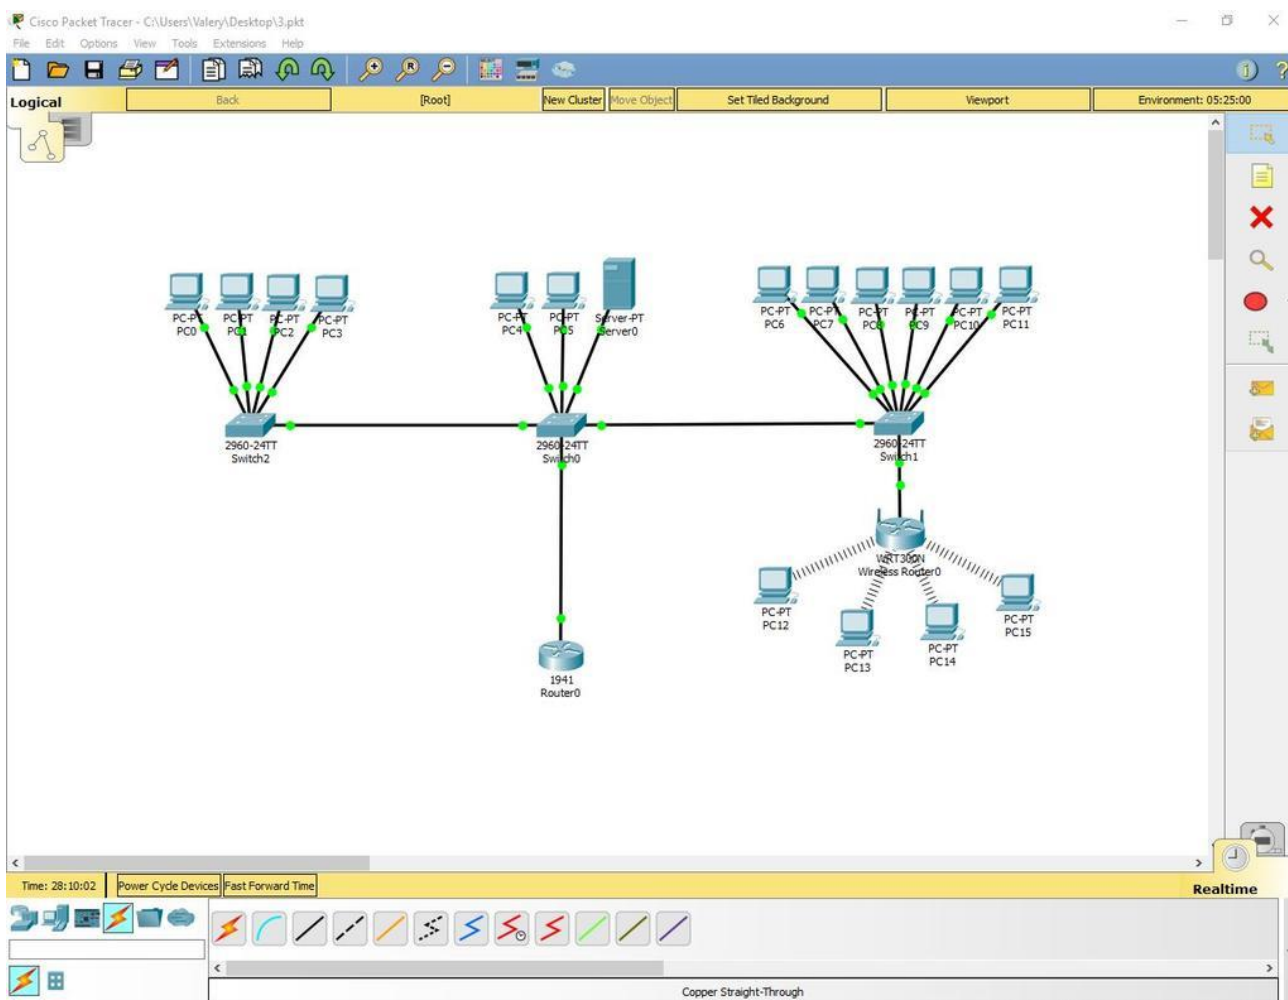 Cisco Packet Tracer - C:\Users\Valery\Desktop\3.pkt
File Edit Options View Tools Extensions Help
Logical Back [Root] New Cluster Move Object Set Tiled Background Viewport Environment: 05:25:00
PC-PT PC-PT PC-PT PC-PT
PC0 PC1 PC2 PC3
PC-PT PC-PT Server-PT
PC4 PC5 Server0
PC-PT PC-PT PC-PT PC-PT PC-PT PC-PT
PC6 PC7 PC8 PC9 PC10 PC11
2960-24TT
Switch2
2960-24TT
Switch0
2960-24TT
Switch1
WRT300N
Wireless Router0
PC-PT
PC12
PC-PT
PC13
PC-PT
PC14
PC-PT
PC15
1941
Router0
Time: 28:10:02 Power Cycle Devices Fast Forward Time
Realtime
Copper Straight-Through